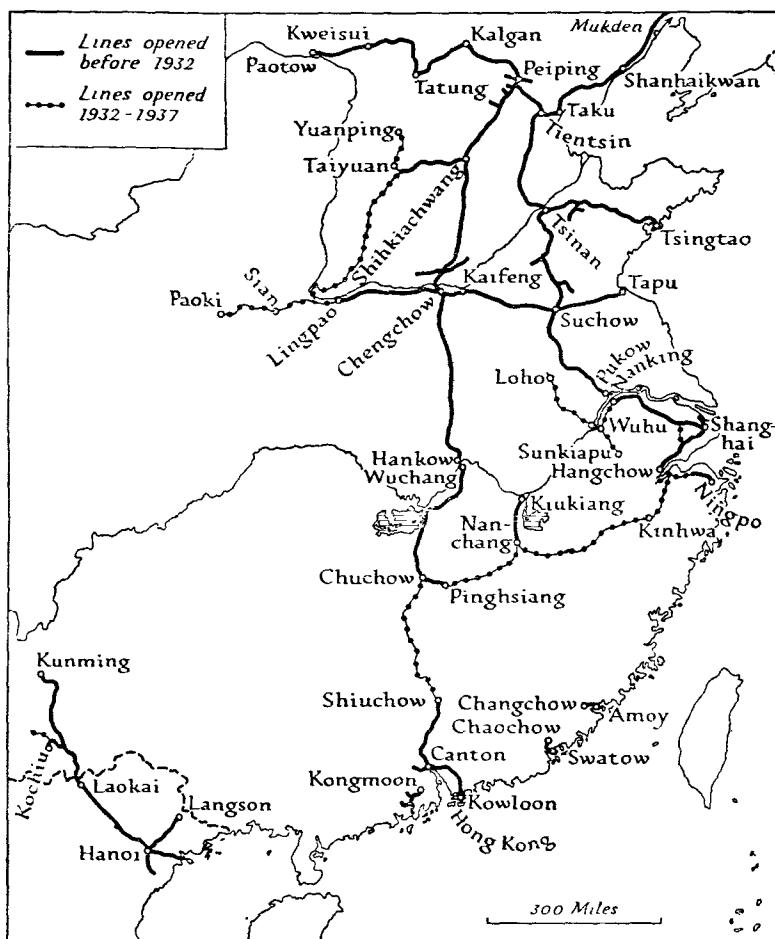 Lines opened
before 1932
Lines opened
1932-1937
Kweisui
Kalgan
Mukden
Paotow
Peiping
Shanhaikwan
Tatung
Taku
Yuanping
Tientsin
Taiyuan
Shihkiachwang
Tsinan
Tsingtao
Sian
Kaifeng
Tapu
Paoki
Lingpao
Chengchow
Suchow
Pukow
Nanking
Loho
Wuhu
Shang-
hai
Sunkiapu
Hankow
Hangchow
Wuchang
Kiukiang
Ningpo
Nan-
chang
Kinhwa
Chuchow
Pinghsiang
Kunming
Shiuchow
Changchow
Amoy
Chaochow
Swatow
Canton
Kochiu
Laokai
Kongmoon
Kowloon
Langson
Hong Kong
Hanoi
300 Miles